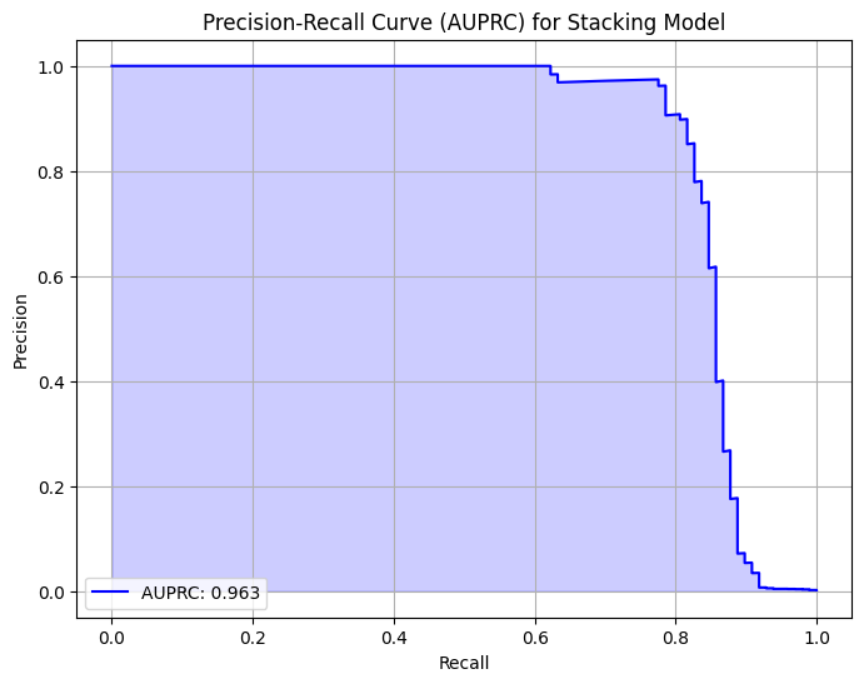 Precision-Recall Curve (AUPRC) for Stacking Model
1.0
0.8
0.6
0.4
0.2
0.0
Precision
AUPRC: 0.963
0.0 0.2 0.4 0.6 0.8 1.0
Recall